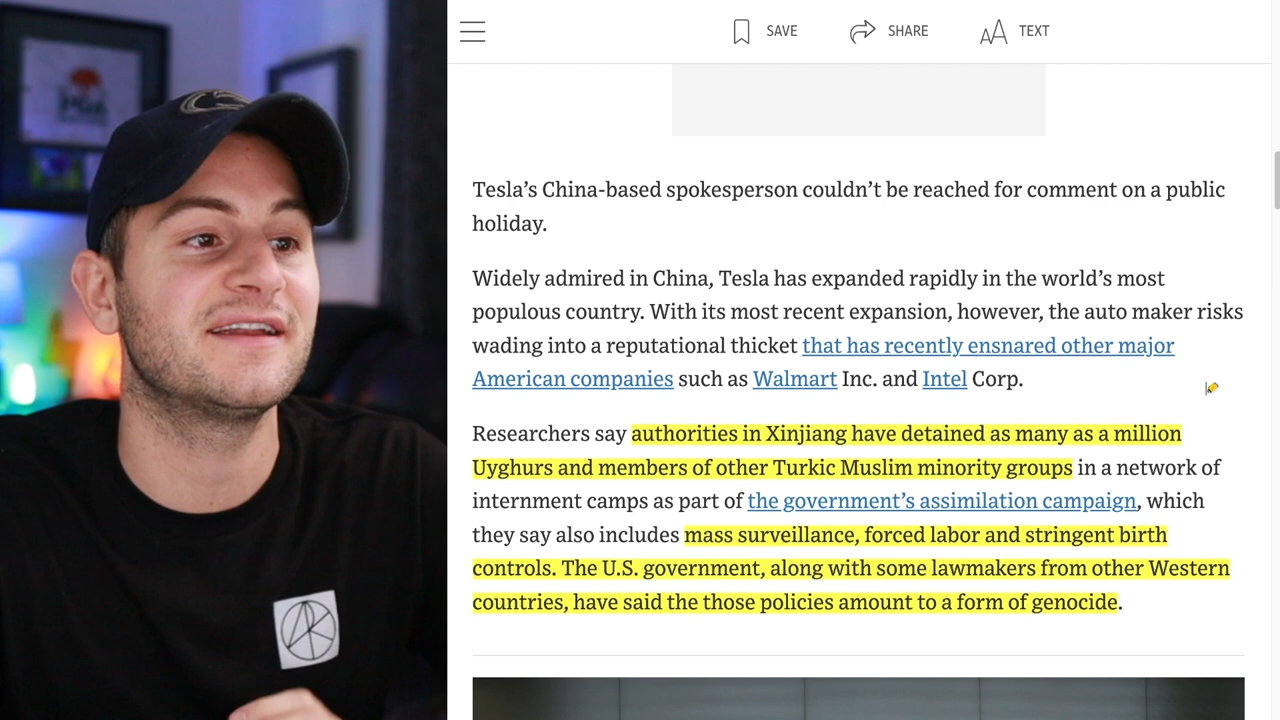 SAVE SHARE TEXT
Tesla’s China-based spokesperson couldn’t be reached for comment on a public
holiday.
Widely admired in China, Tesla has expanded rapidly in the world’s most
populous country. With its most recent expansion, however, the auto maker risks
wading into a reputational thicket that has recently ensnared other major
American companies such as Walmart Inc. and Intel Corp.
Researchers say authorities in Xinjiang have detained as many as a million
Uyghurs and members of other Turkic Muslim minority groups in a network of
internment camps as part of the government’s assimilation campaign, which
they say also includes mass surveillance, forced labor and stringent birth
controls. The U.S. government, along with some lawmakers from other Western
countries, have said the those policies amount to a form of genocide.